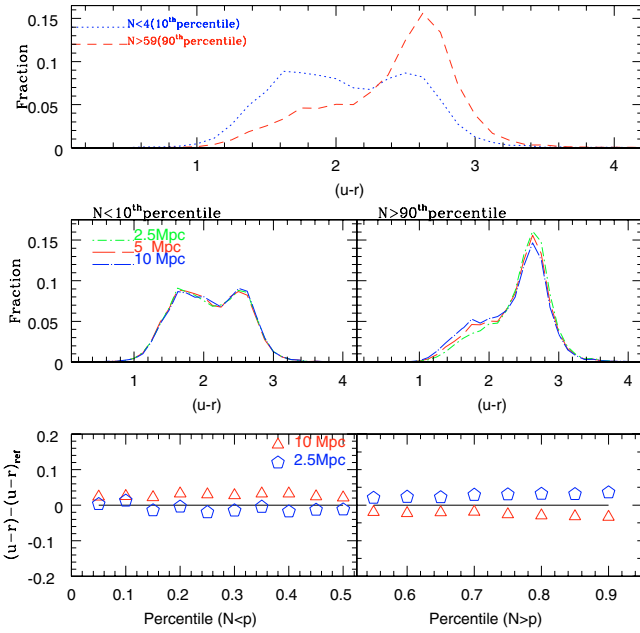 0.15
0.1
0.05
0
Fraction
N<4(10th percentile)
N>59(90th percentile)
1 2 3 4
(u-r)
N<10th percentile
N>90th percentile
2.5Mpc
5 Mpc
10 Mpc
0.15
0.1
0.05
0
Fraction
1 2 3 4
1 2 3 4
(u-r)
(u-r)
0.2
0.1
0
-0.1
-0.2
(u-r)-(u-r)ref
10 Mpc
2.5Mpc
0 0.1 0.2 0.3 0.4 0.5
0.6 0.7 0.8 0.9
Percentile (N<p)
Percentile (N>p)